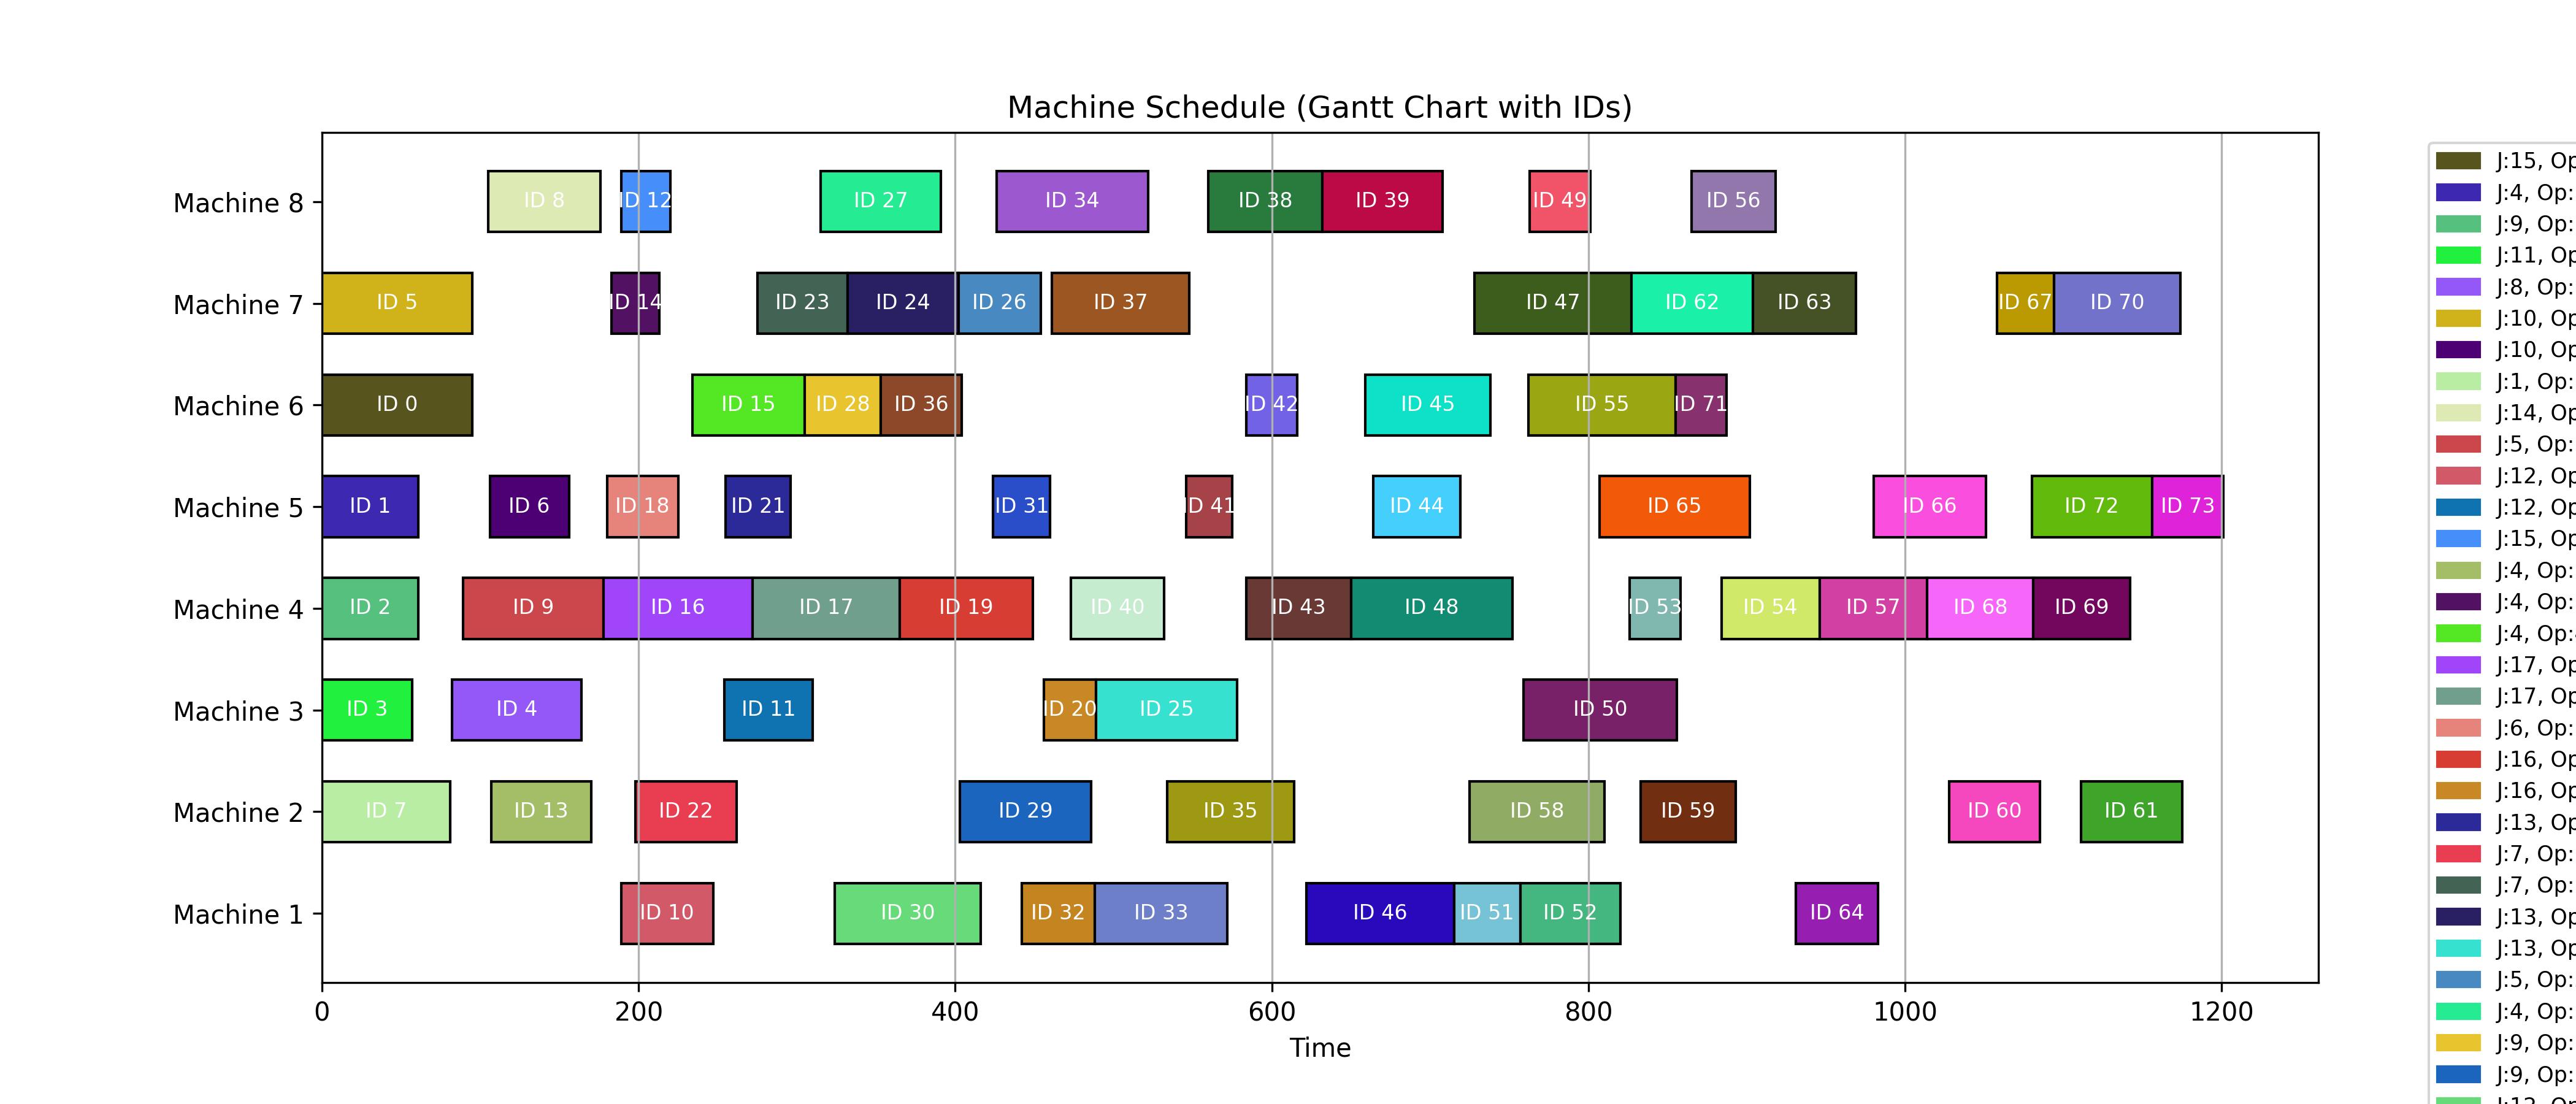 Machine Schedule (Gantt Chart with IDs)
Machine 8
ID 8
ID 12
ID 27
ID 34
ID 38
ID 39
ID 49
ID 56
Machine 7
ID 5
ID 14
ID 23
ID 24
ID 26
ID 37
ID 47
ID 62
ID 63
ID 67
ID 70
Machine 6
ID 0
ID 15
ID 28
ID 36
ID 42
ID 45
ID 55
ID 71
Machine 5
ID 1
ID 6
ID 18
ID 21
ID 31
ID 41
ID 44
ID 65
ID 66
ID 72
ID 73
Machine 4
ID 2
ID 9
ID 16
ID 17
ID 19
ID 40
ID 43
ID 48
ID 53
ID 54
ID 57
ID 68
ID 69
Machine 3
ID 3
ID 4
ID 11
ID 20
ID 25
ID 50
Machine 2
ID 7
ID 13
ID 22
ID 29
ID 35
ID 58
ID 59
ID 60
ID 61
Machine 1
ID 10
ID 30
ID 32
ID 33
ID 46
ID 51
ID 52
ID 64
0
200
400
600
800
1000
1200
Time
J:15, Op
J:4, Op:
J:9, Op:
J:11, Op
J:8, Op:
J:10, Op
J:10, Op
J:1, Op:
J:14, Op
J:5, Op:
J:12, Op
J:12, Op
J:15, Op
J:4, Op:
J:4, Op:
J:4, Op:
J:17, Op
J:17, Op
J:6, Op:
J:16, Op
J:16, Op
J:13, Op
J:7, Op:
J:7, Op:
J:13, Op
J:13, Op
J:5, Op:
J:4, Op:
J:9, Op:
J:9, Op: